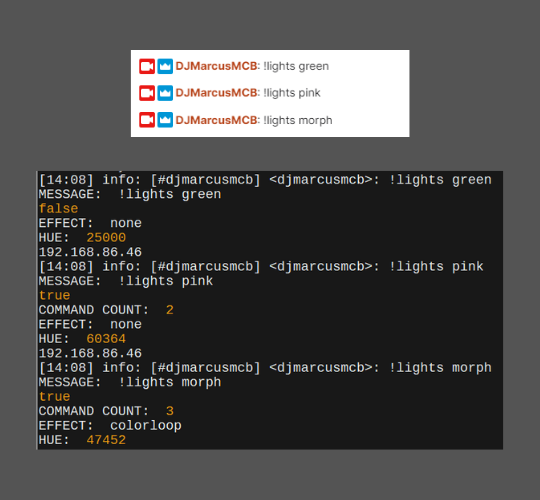 DJMarcusMCB: !lights green
DJMarcusMCB: !lights pink
DJMarcusMCB: !lights morph
[14:08] info: [#djmarcusmcb] <djmarcusmcb>: !lights green
MESSAGE:  !lights green
false
EFFECT:  none
HUE:  25000
192.168.86.46
[14:08] info: [#djmarcusmcb] <djmarcusmcb>: !lights pink
MESSAGE:  !lights pink
true
COMMAND COUNT:  2
EFFECT:  none
HUE:  60364
192.168.86.46
[14:08] info: [#djmarcusmcb] <djmarcusmcb>: !lights morph
MESSAGE:  !lights morph
true
COMMAND COUNT:  3
EFFECT:  colorloop
HUE:  47452